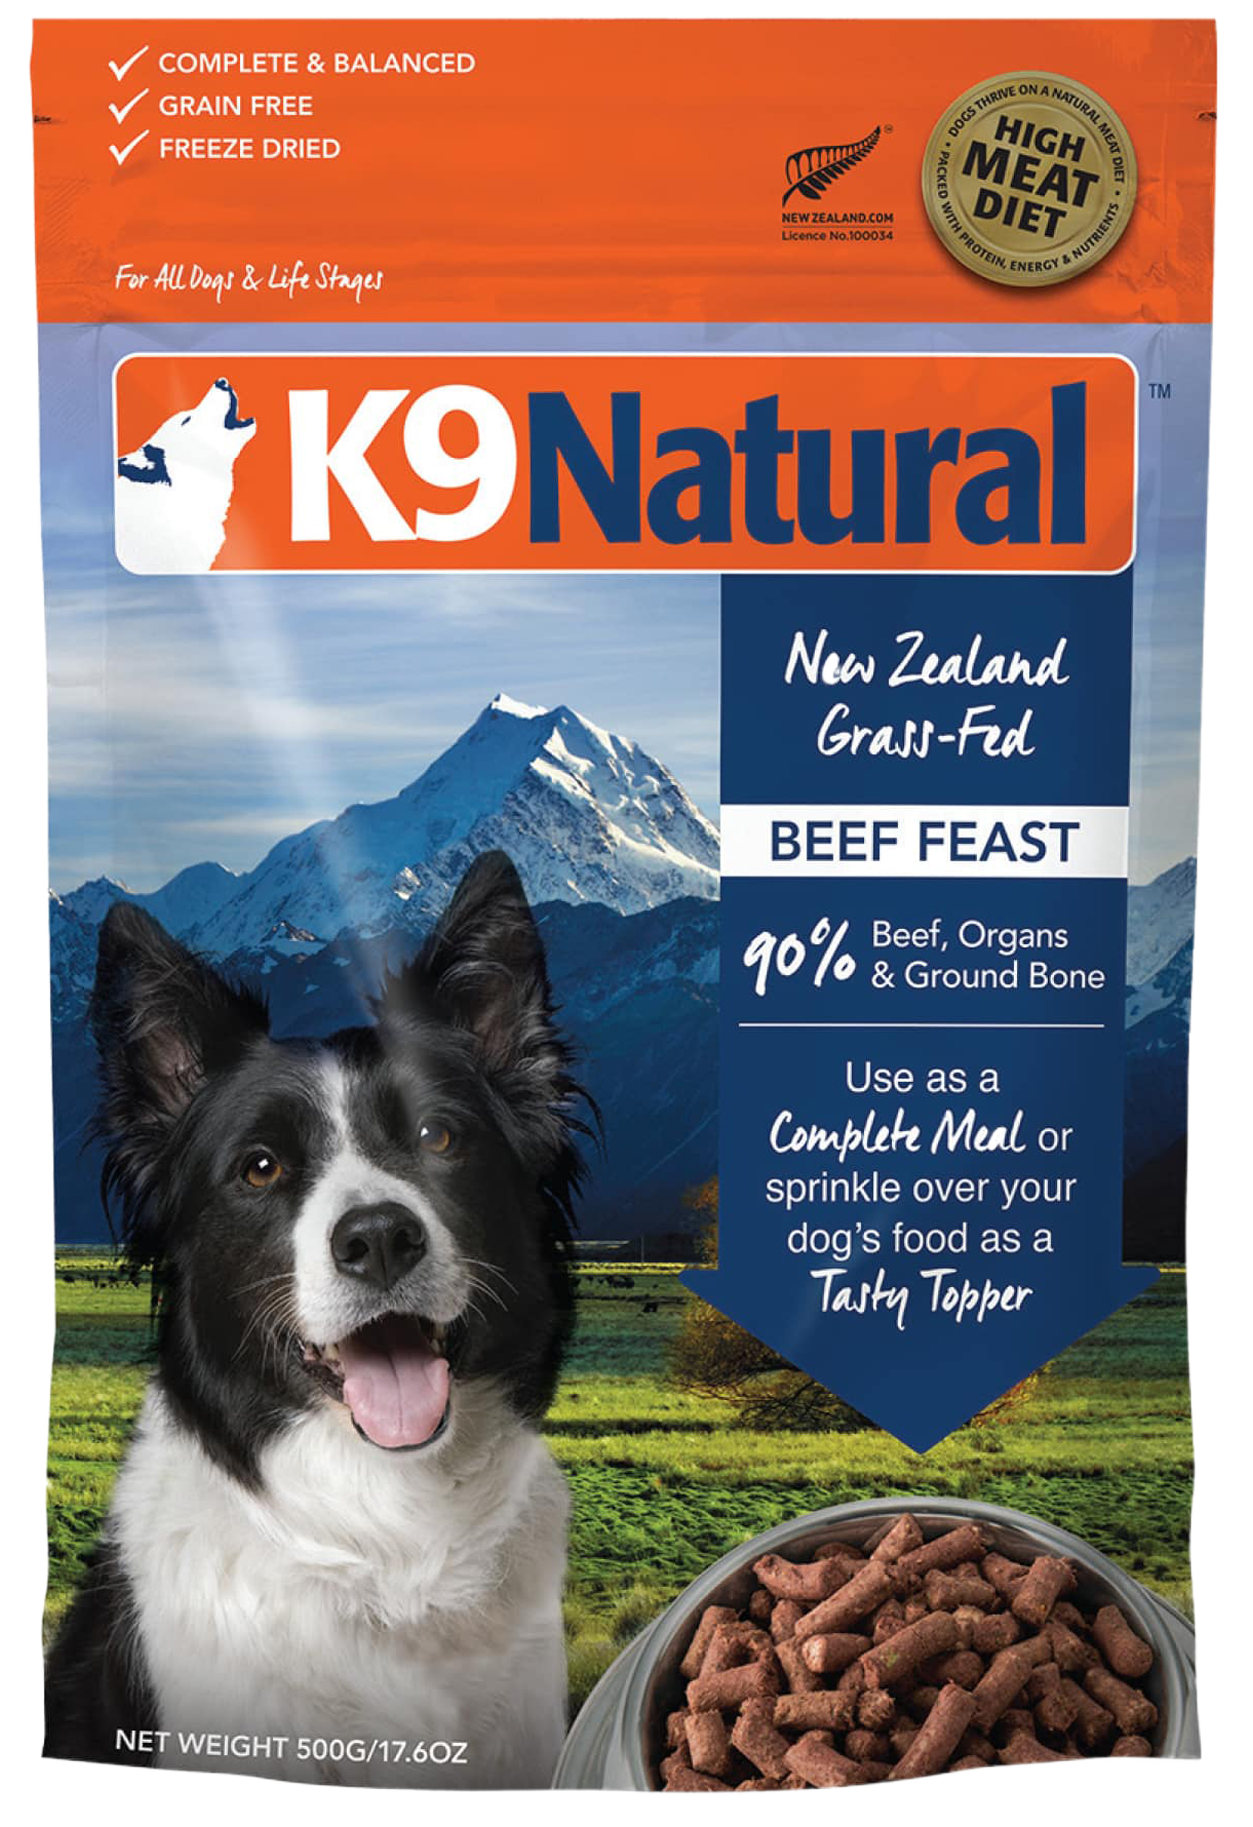 COMPLETE & BALANCED
GRAIN FREE
FREEZE DRIED
For All Dogs & Life Stages
NEW ZEALAND.COM
Licence No.100034
TM
• DOGS THRIVE ON A NATURAL MEAT DIET •
HIGH
MEAT
DIET
PACKED WITH PROTEIN, ENERGY & NUTRIENTS
K9Natural
TM
New Zealand
Grass-Fed
BEEF FEAST
90% Beef, Organs
& Ground Bone
Use as a
Complete Meal or
sprinkle over your
dog's food as a
Tasty Topper
NET WEIGHT 500G/17.6OZ